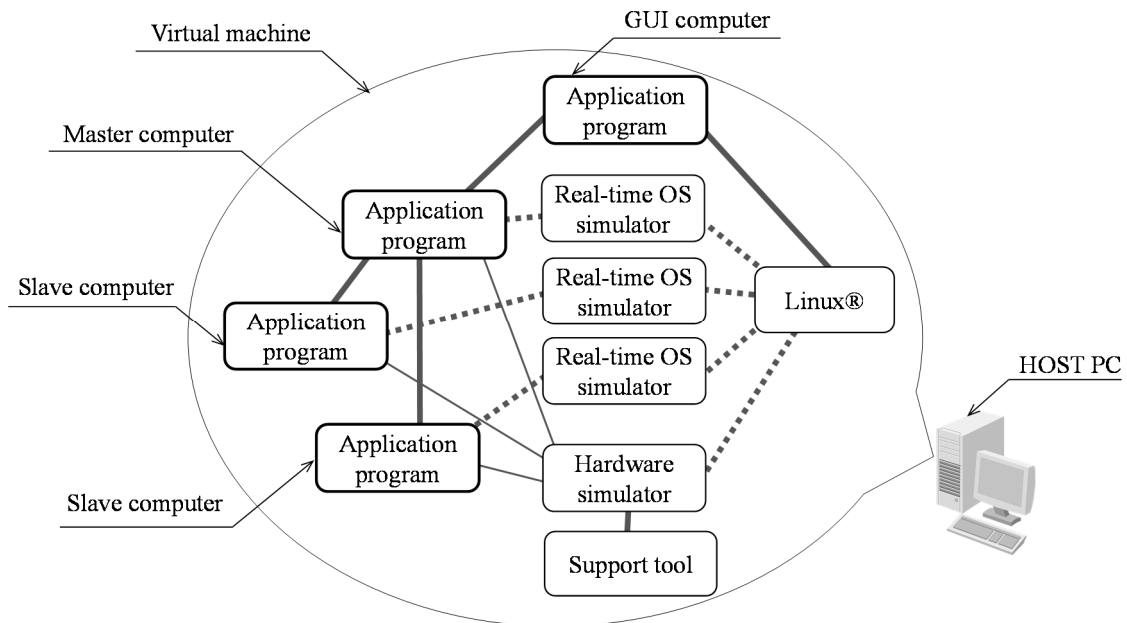 GUI computer
Virtual machine
Application
program
Master computer
Real-time OS
simulator
Application
program
Real-time OS
simulator
Linux®
Slave computer
Application
program
Real-time OS
simulator
HOST PC
Application
program
Hardware
simulator
Slave computer
Support tool